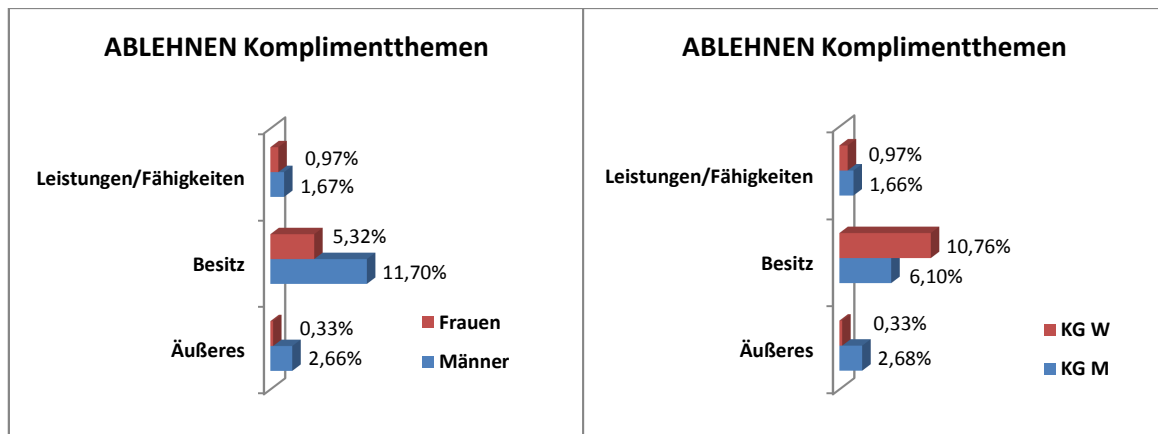 ABLEHNEN Komplimentthemen
Leistungen/Fähigkeiten
0,97%
1,67%
Besitz
5,32%
11,70%
Äußeres
0,33%
2,66%
Frauen
Männer
ABLEHNEN Komplimentthemen
Leistungen/Fähigkeiten
0,97%
1,66%
Besitz
10,76%
6,10%
Äußeres
0,33%
2,68%
KG W
KG M